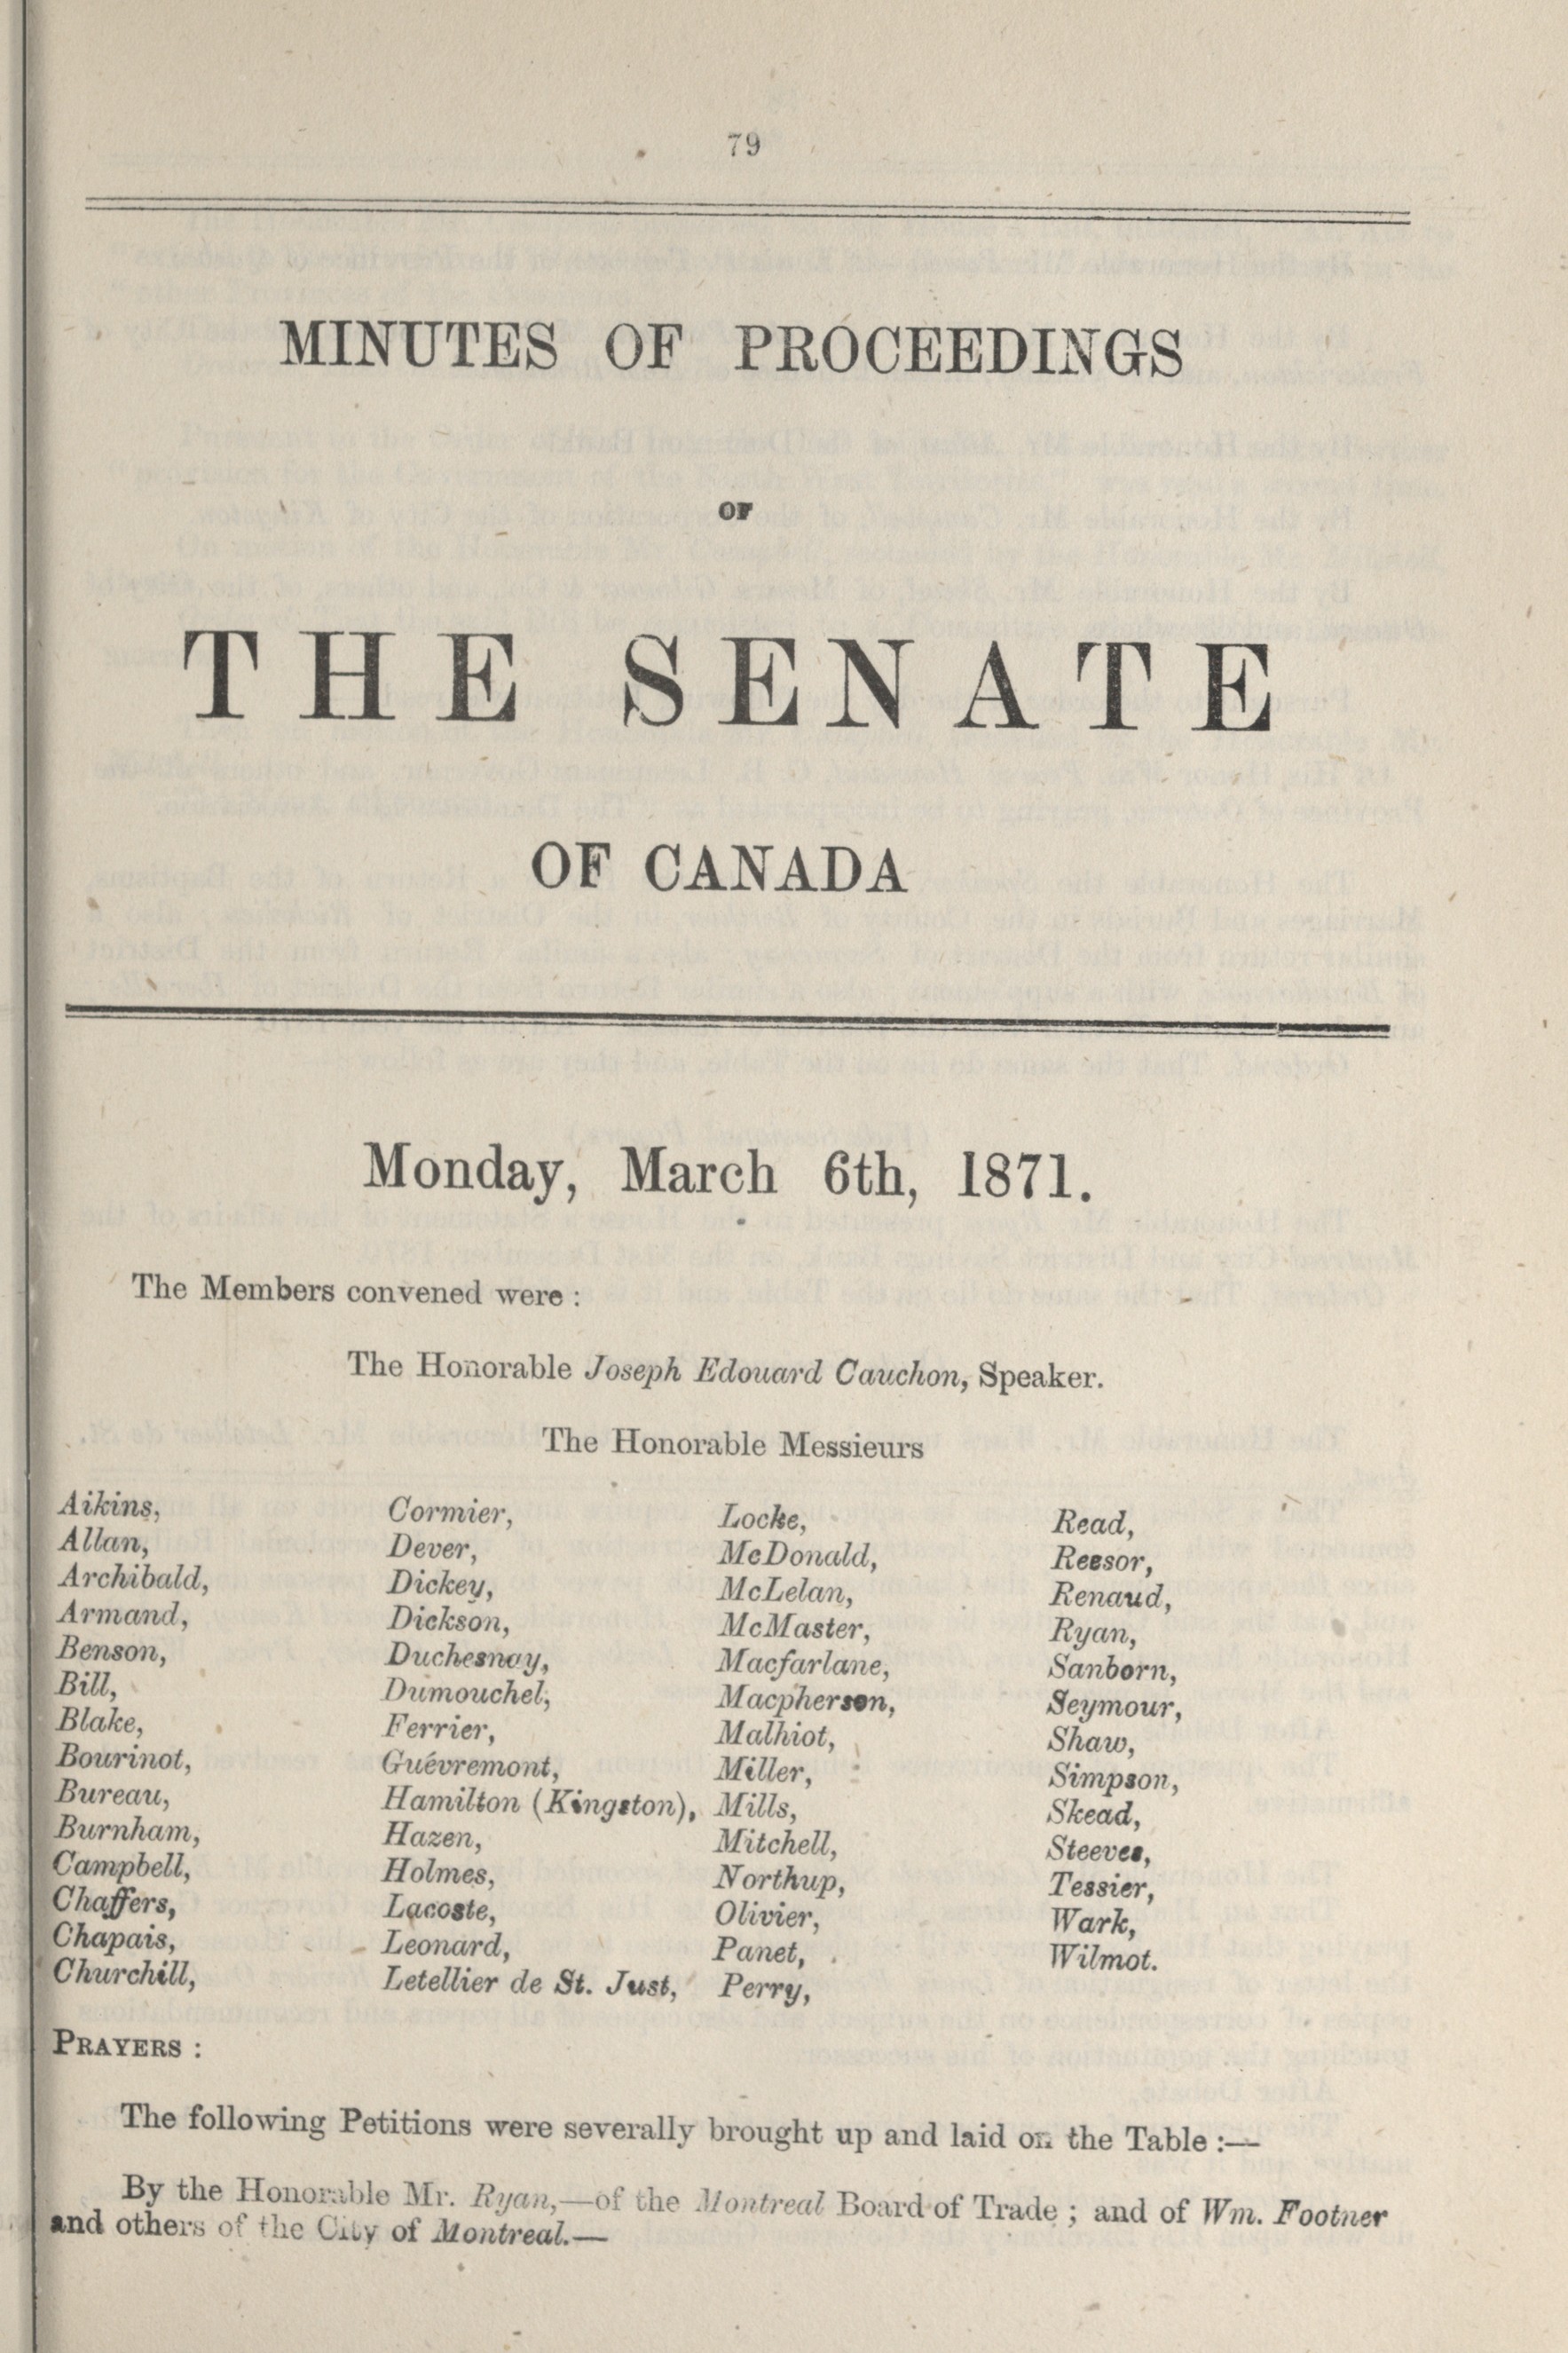 79
MINUTES OF PROCEEDINGS
OF
THE SENATE
OF CANADA
Monday, March 6th, 1871.
The Members convened were :
The Honorable Joseph Edouard Cauchon, Speaker.
The Honorable Messieurs
Aikins,
Allan,
Archibald,
Armand,
Benson,
Bill,
Blake,
Bourinot,
Bureau,
Burnham,
Campbell,
Chaffers,
Chapais,
Churchill,
Cormier,
Dever,
Dickey,
Dickson,
Duchesnay,
Dumouchel,
Ferrier,
Guévremont,
Hamilton (Kingston),
Hazen,
Holmes,
Lacoste,
Leonard,
Letellier de St. Just,
Locke,
McDonald,
McLelan,
McMaster,
Macfarlane,
Macpherson,
Malhiot,
Miller,
Mills,
Mitchell,
Northup,
Olivier,
Panet,
Perry,
Read,
Reesor,
Renaud,
Ryan,
Sanborn,
Seymour,
Shaw,
Simpson,
Skead,
Steeves,
Tessier,
Wark,
Wilmot.
PRAYERS :
The following Petitions were severally brought up and laid on the Table :—
By the Honorable Mr. Ryan,—of the Montreal Board of Trade ; and of Wm. Footner
and others of the City of Montreal.—